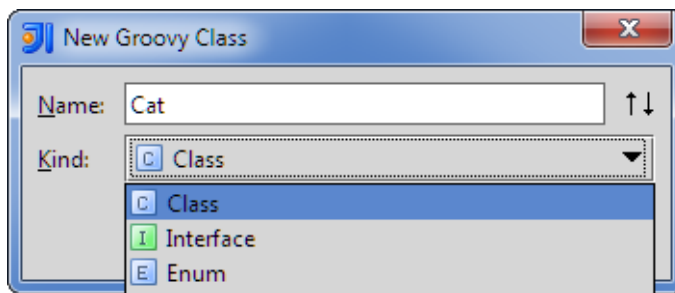 New Groovy Class
Name: Cat
Kind: C Class
C Class
I Interface
E Enum